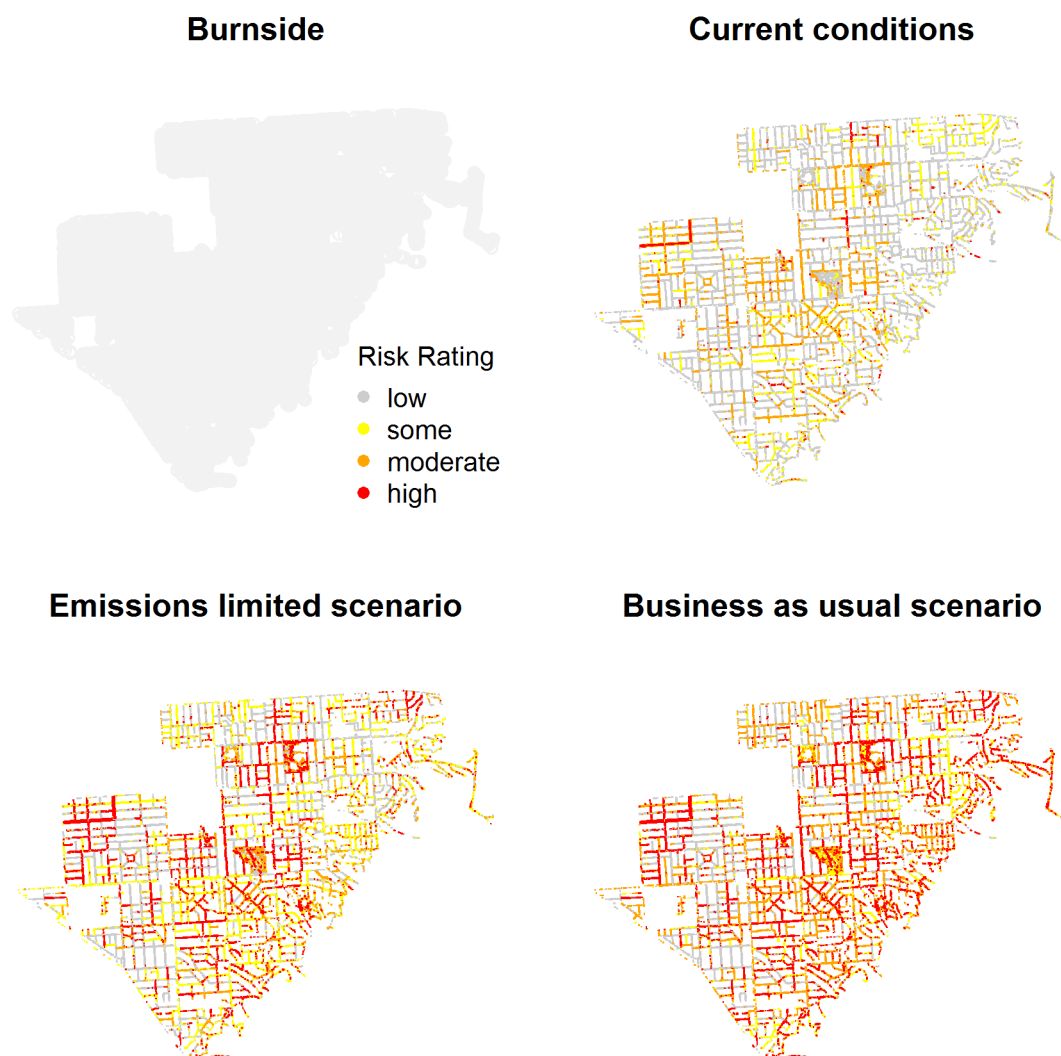 Burnside
Current conditions
Risk Rating
low
some
moderate
high
Emissions limited scenario
Business as usual scenario